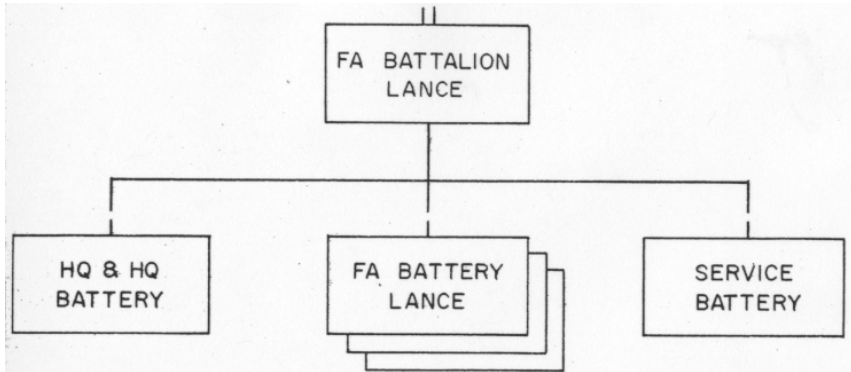 FA BATTALION
LANCE
HQ & HQ
BATTERY
FA BATTERY
LANCE
SERVICE
BATTERY